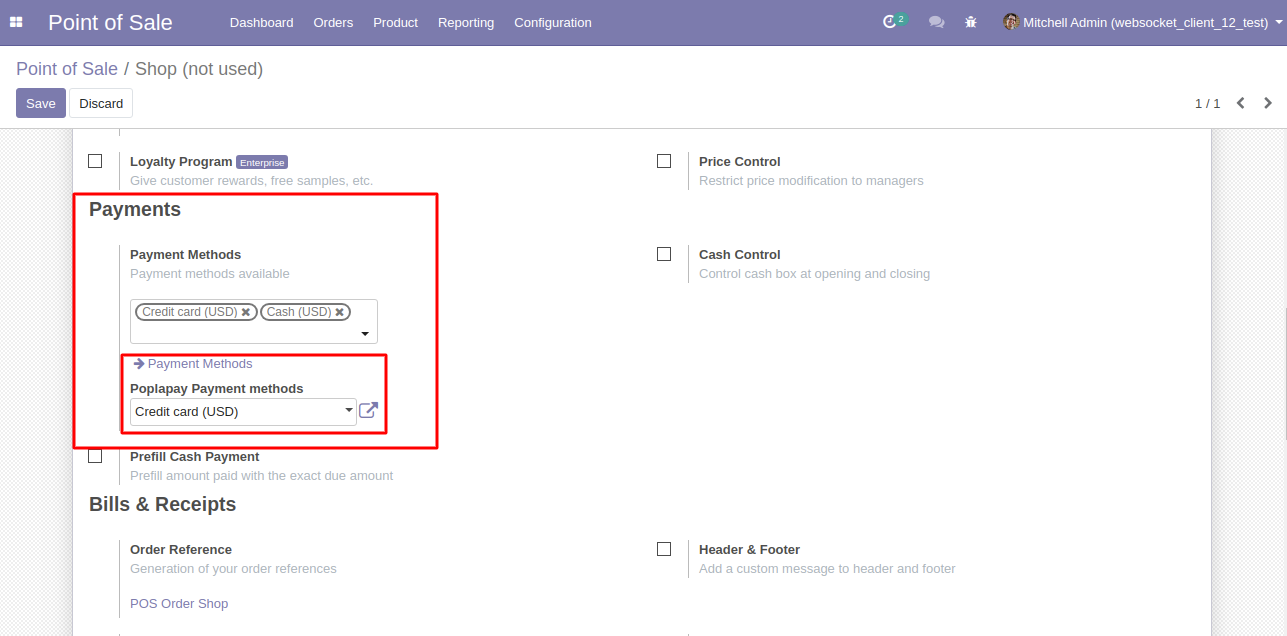 Point of Sale Dashboard Orders Product Reporting Configuration 2 Mitchell Admin (websocket_client_12_test)
Point of Sale / Shop (not used)
Save Discard 1 / 1
Loyalty Program Enterprise
Give customer rewards, free samples, etc.
Price Control
Restrict price modification to managers
Payments
Payment Methods
Payment methods available
Credit card (USD) Cash (USD)
Payment Methods
Poplapay Payment methods
Credit card (USD)
Cash Control
Control cash box at opening and closing
Prefill Cash Payment
Prefill amount paid with the exact due amount
Bills & Receipts
Order Reference
Generation of your order references
POS Order Shop
Header & Footer
Add a custom message to header and footer